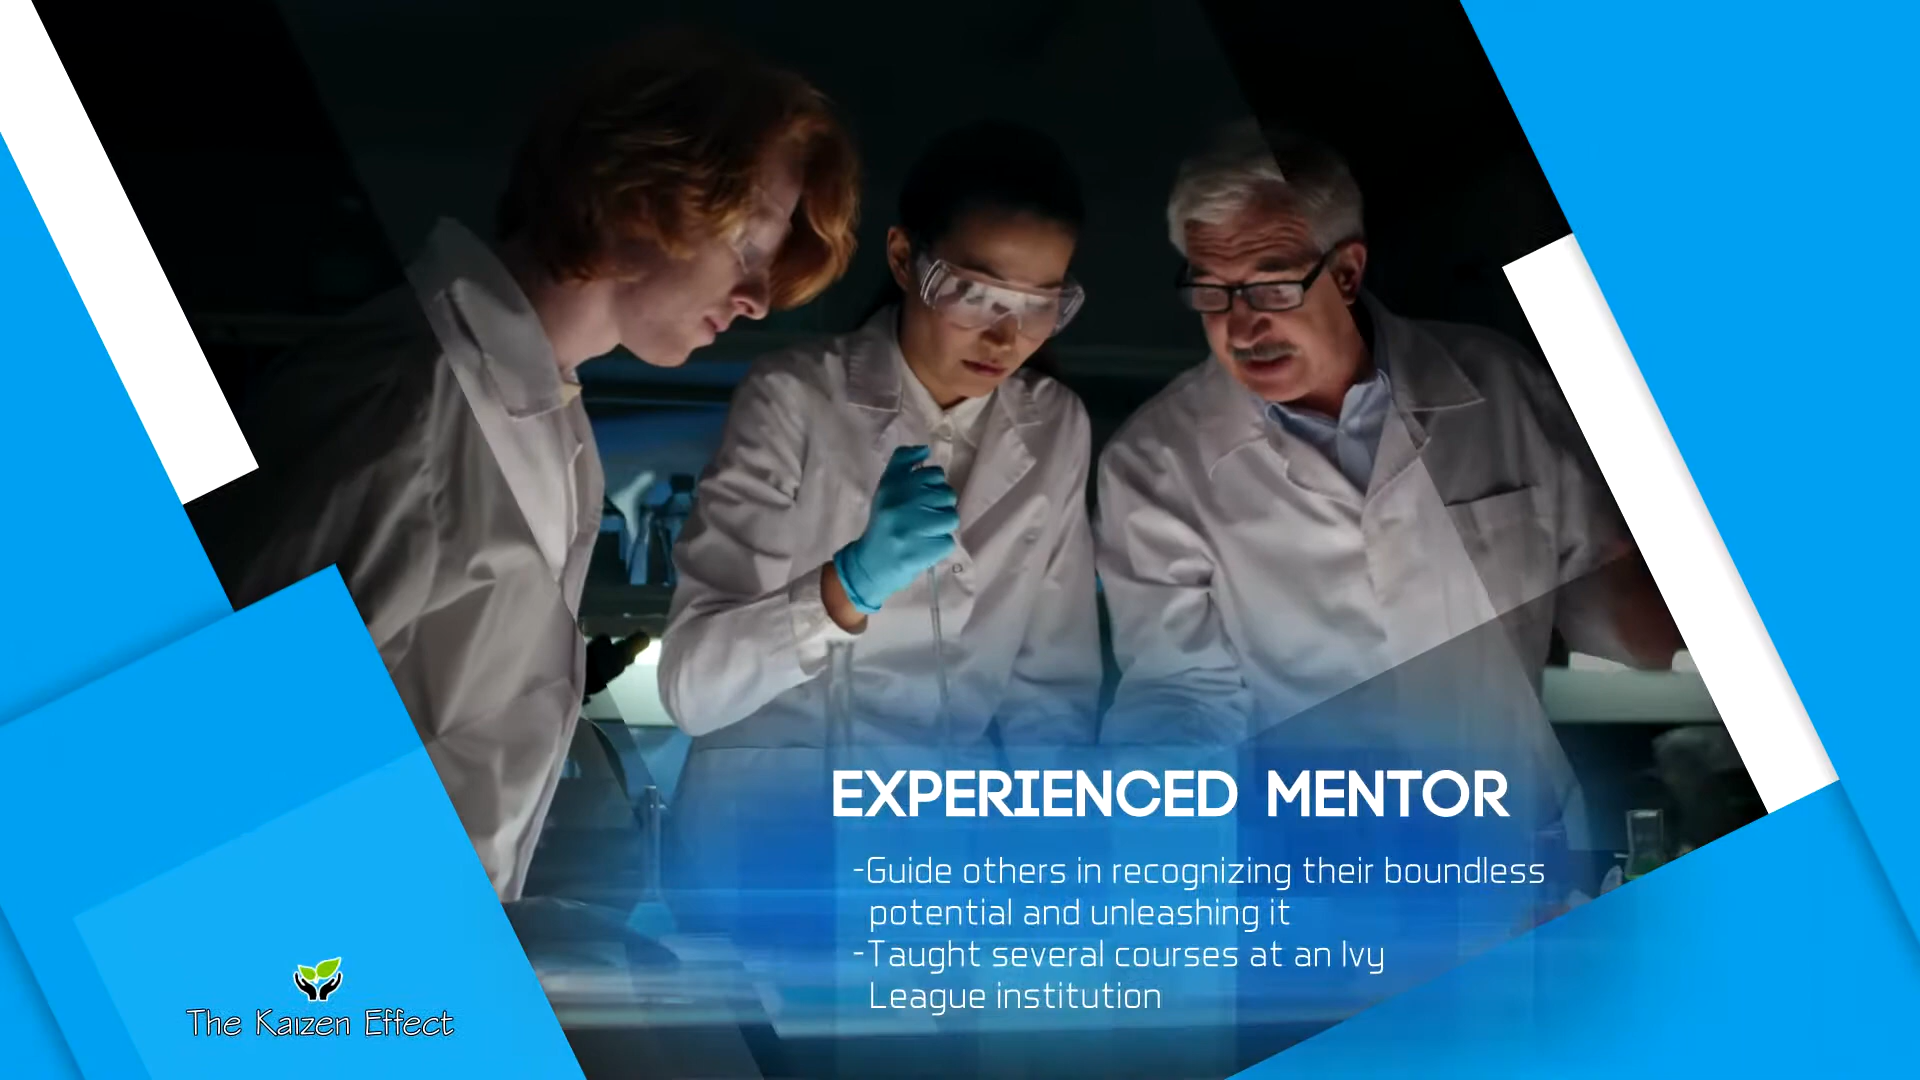 EXPERIENCED MENTOR
-Guide others in recognizing their boundless
potential and unleashing it
-Taught several courses at an Ivy
League institution
The Kaizen Effect